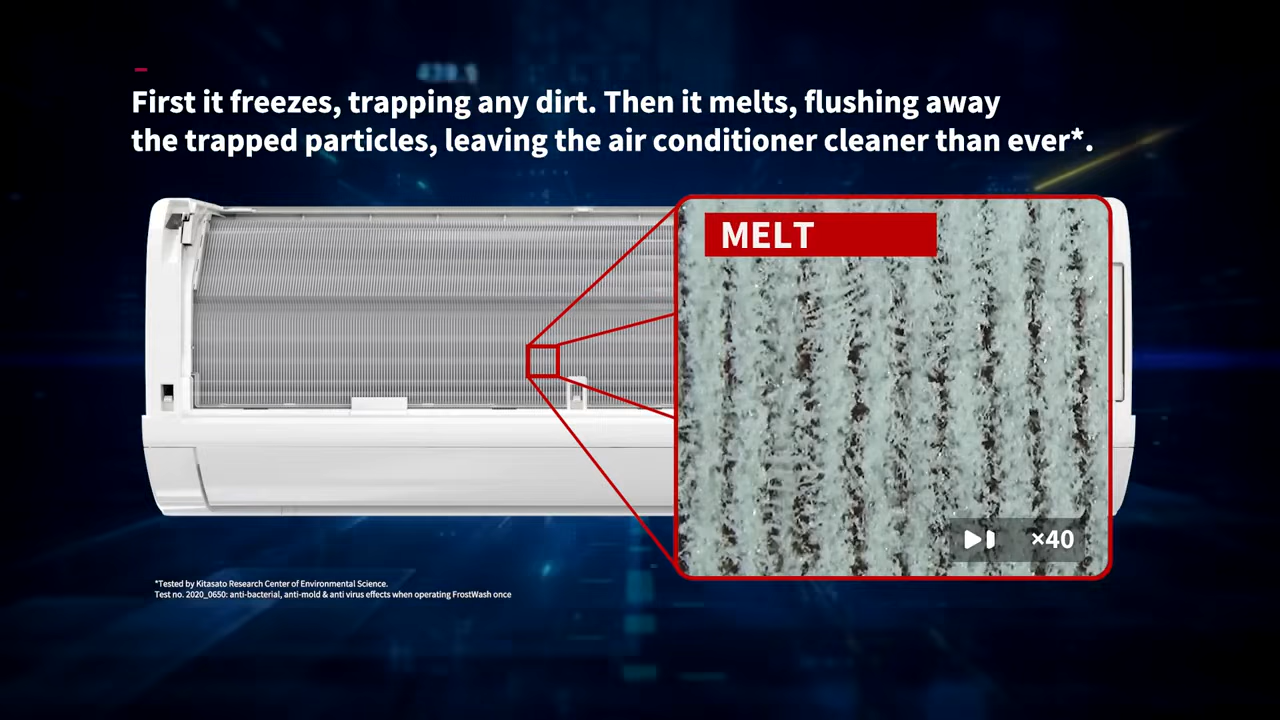 First it freezes, trapping any dirt. Then it melts, flushing away
the trapped particles, leaving the air conditioner cleaner than ever*.
MELT
×40
*Tested by Kitasato Research Center of Environmental Science.
Test no. 2020_0650: anti-bacterial, anti-mold & anti virus effects when operating FrostWash once